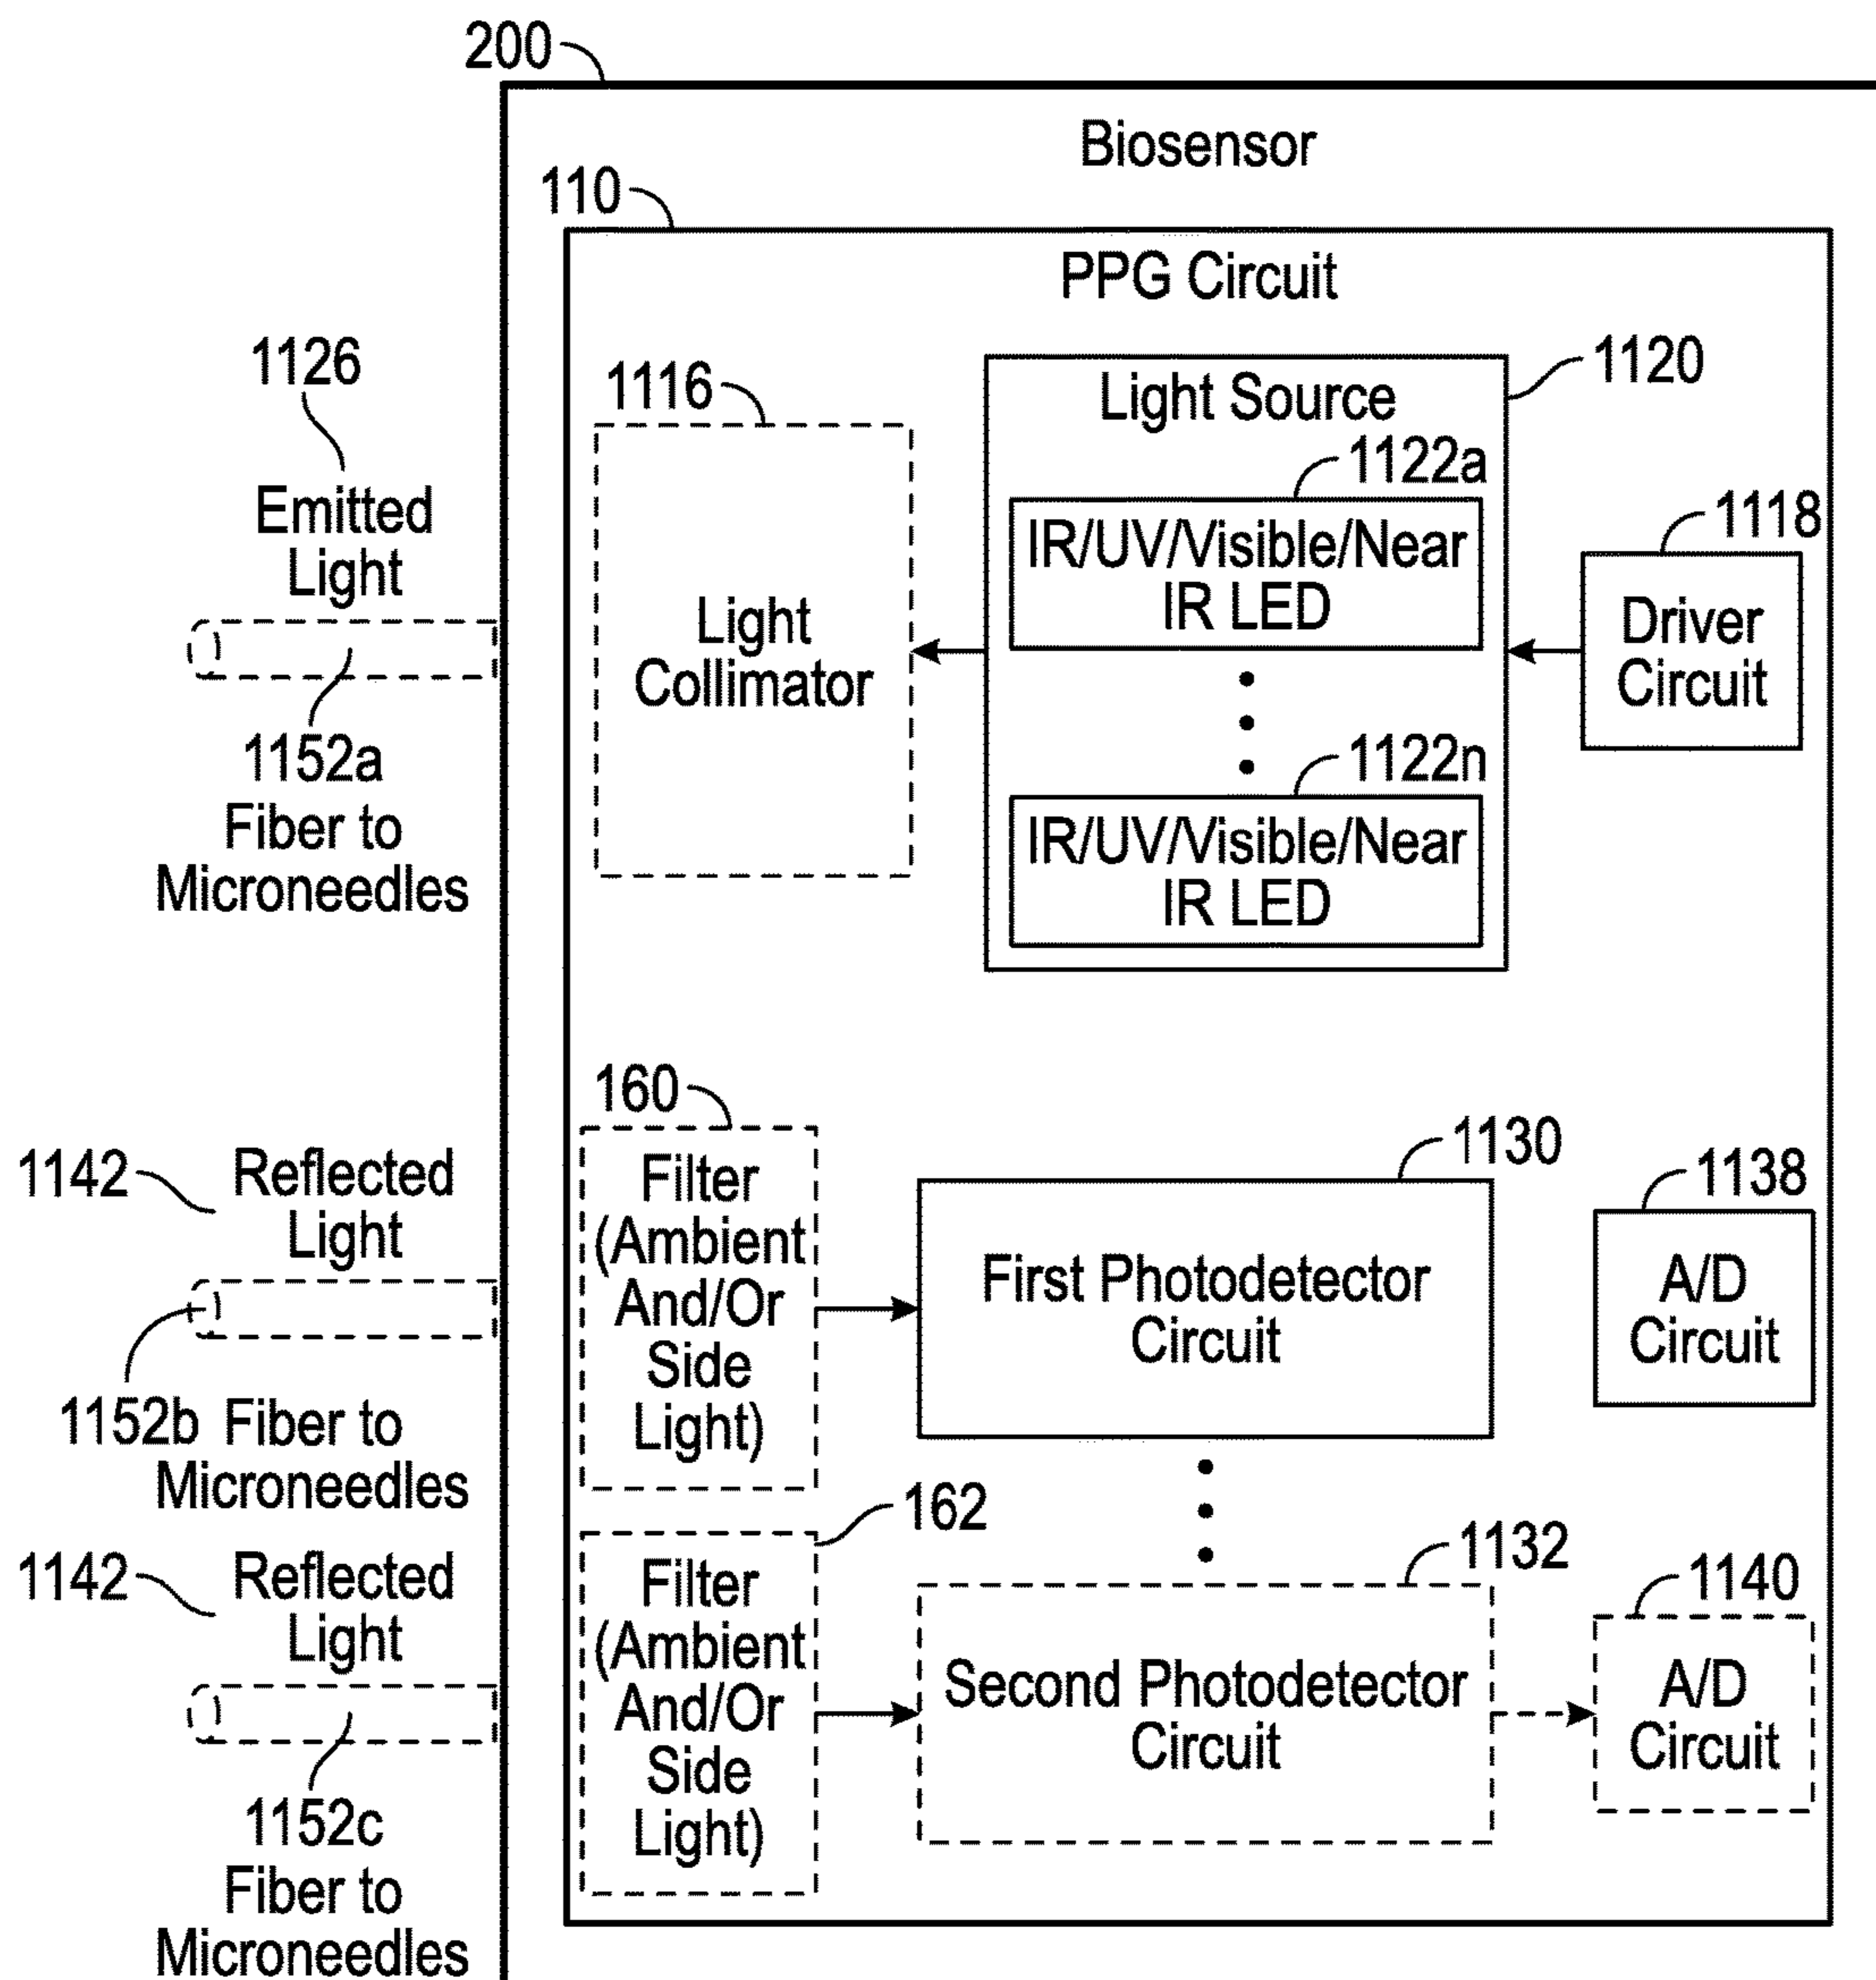 200
Biosensor
110
PPG Circuit
1126
Emitted
Light
1152a
Fiber to
Microneedles
1116
Light
Collimator
1120
Light Source
1122a
IR/UV/Visible/Near
IR LED
1122n
IR/UV/Visible/Near
IR LED
1118
Driver
Circuit
1142
Reflected
Light
1152b
Fiber to
Microneedles
160
Filter
(Ambient
And/Or
Side
Light)
1130
First Photodetector
Circuit
1138
A/D
Circuit
1142
Reflected
Light
1152c
Fiber to
Microneedles
162
Filter
(Ambient
And/Or
Side
Light)
1132
Second Photodetector
Circuit
1140
A/D
Circuit